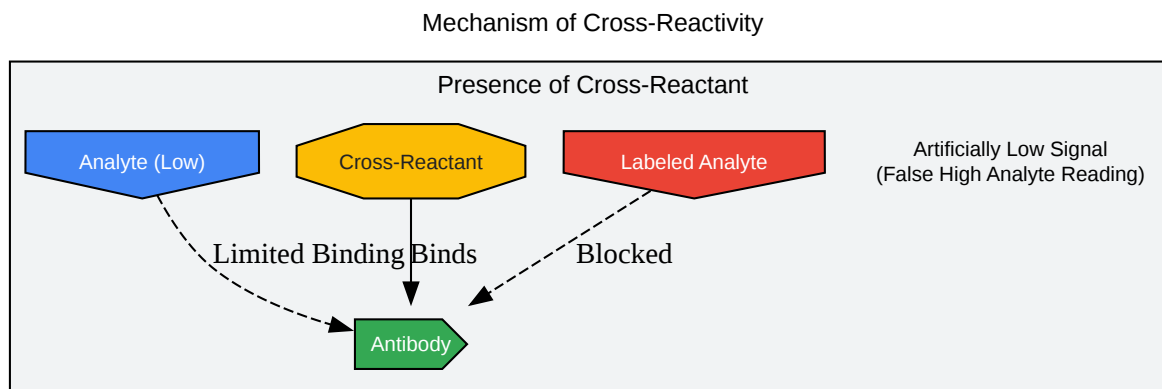 Mechanism of Cross-Reactivity
Presence of Cross-Reactant
Analyte (Low)
Cross-Reactant
Labeled Analyte
Artificially Low Signal
(False High Analyte Reading)
Limited Binding
Binds
Blocked
Antibody